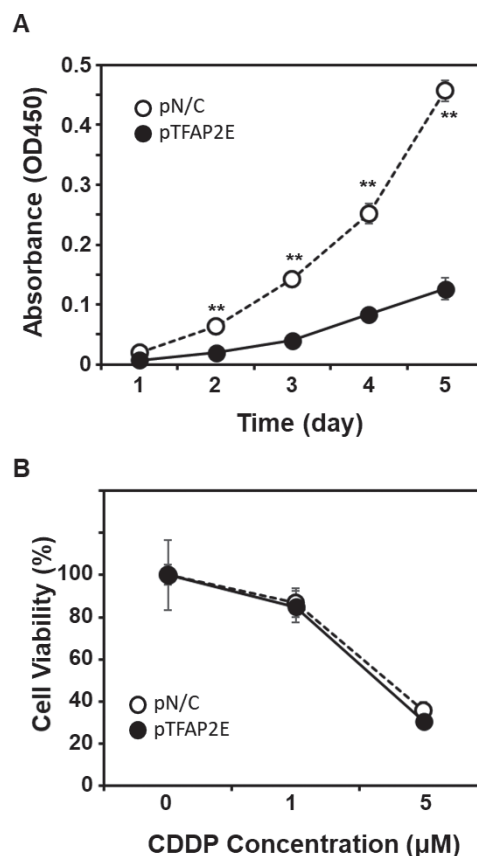 A
Absorbance (OD450)
0.5
0.4
0.3
0.2
0.1
0
pN/C
pTFAP2E
**
**
**
**
1 2 3 4 5
Time (day)
B
Cell Viability (%)
100
80
60
40
20
0
pN/C
pTFAP2E
0 1 5
CDDP Concentration (μM)